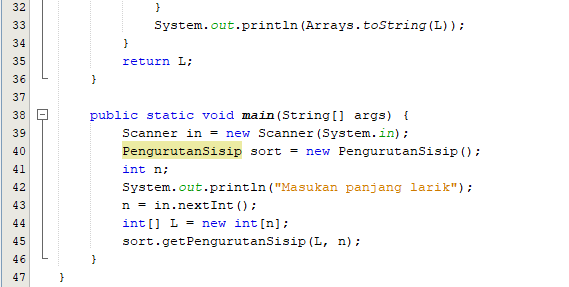 32 }
33 System.out.println(Arrays.toString(L));
34 }
35 return L;
36 }
37
38 public static void main(String[] args) {
39 Scanner in = new Scanner(System.in);
40 PengurutanSisip sort = new PengurutanSisip();
41 int n;
42 System.out.println("Masukan panjang larik");
43 n = in.nextInt();
44 int[] L = new int[n];
45 sort.getPengurutanSisip(L, n);
46 }
47 }